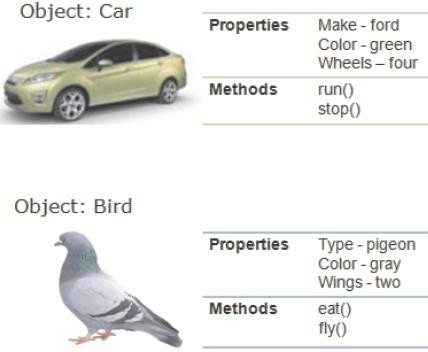 Object: Car
Properties Make - ford
Color - green
Wheels – four
Methods run()
stop()
Object: Bird
Properties Type - pigeon
Color - gray
Wings - two
Methods eat()
fly()